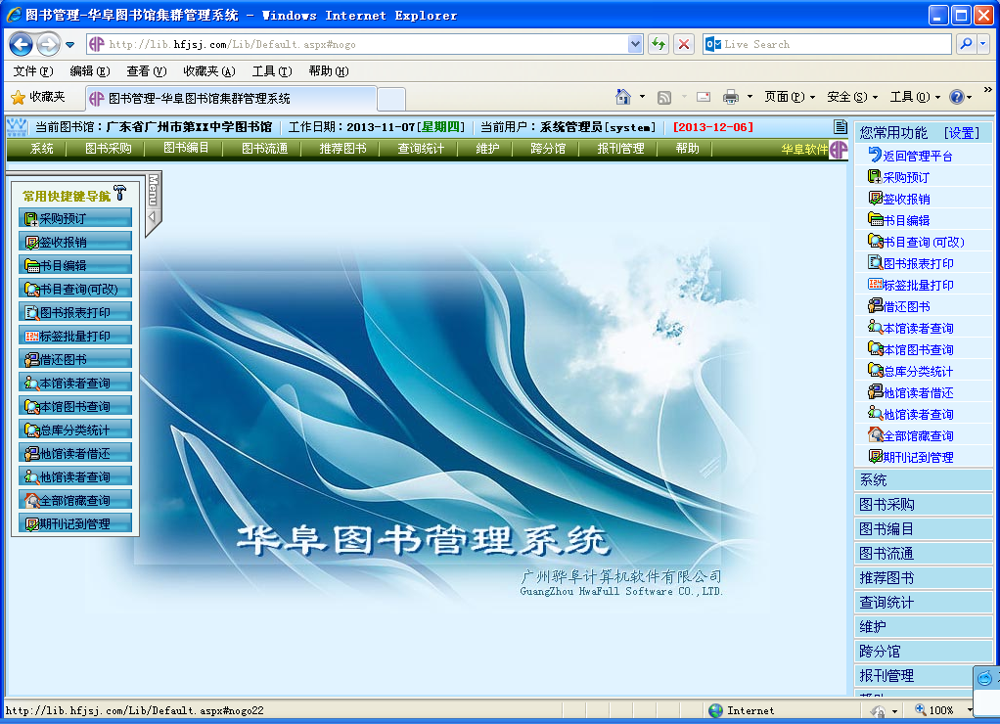 图书管理-华阜图书馆集群管理系统 - Windows Internet Explorer
http://lib.hfjsj.com/Lib/Default.aspx#nogo
Live Search
文件(F) 编辑(E) 查看(V) 收藏夹(A) 工具(T) 帮助(H)
收藏夹 图书管理-华阜图书馆集群管理系统 页面(P) 安全(S) 工具(O) »
当前图书馆：广东省广州市第XX中学图书馆 工作日期：2013-11-07[星期四] 当前用户：系统管理员[system] [2013-12-06]
系统 图书采购 图书编目 图书流通 推荐图书 查询统计 维护 跨分馆 报刊管理 帮助 华阜软件
Menu
常用快捷键导航
采购预订
签收报销
书目编辑
书目查询(可改)
图书报表打印
标签批量打印
借还图书
本馆读者查询
本馆图书查询
总库分类统计
他馆读者借还
他馆读者查询
全部馆藏查询
期刊记到管理
华阜图书管理系统
广州骅阜计算机软件有限公司
GuangZhou HwaFull Software CO.,LTD.
您常用功能 [设置]
返回管理平台
采购预订
签收报销
书目编辑
书目查询(可改)
图书报表打印
标签批量打印
借还图书
本馆读者查询
本馆图书查询
总库分类统计
他馆读者借还
他馆读者查询
全部馆藏查询
期刊记到管理
系统
图书采购
图书编目
图书流通
推荐图书
查询统计
维护
跨分馆
报刊管理
http://lib.hfjsj.com/Lib/Default.aspx#nogo22
Internet
100%